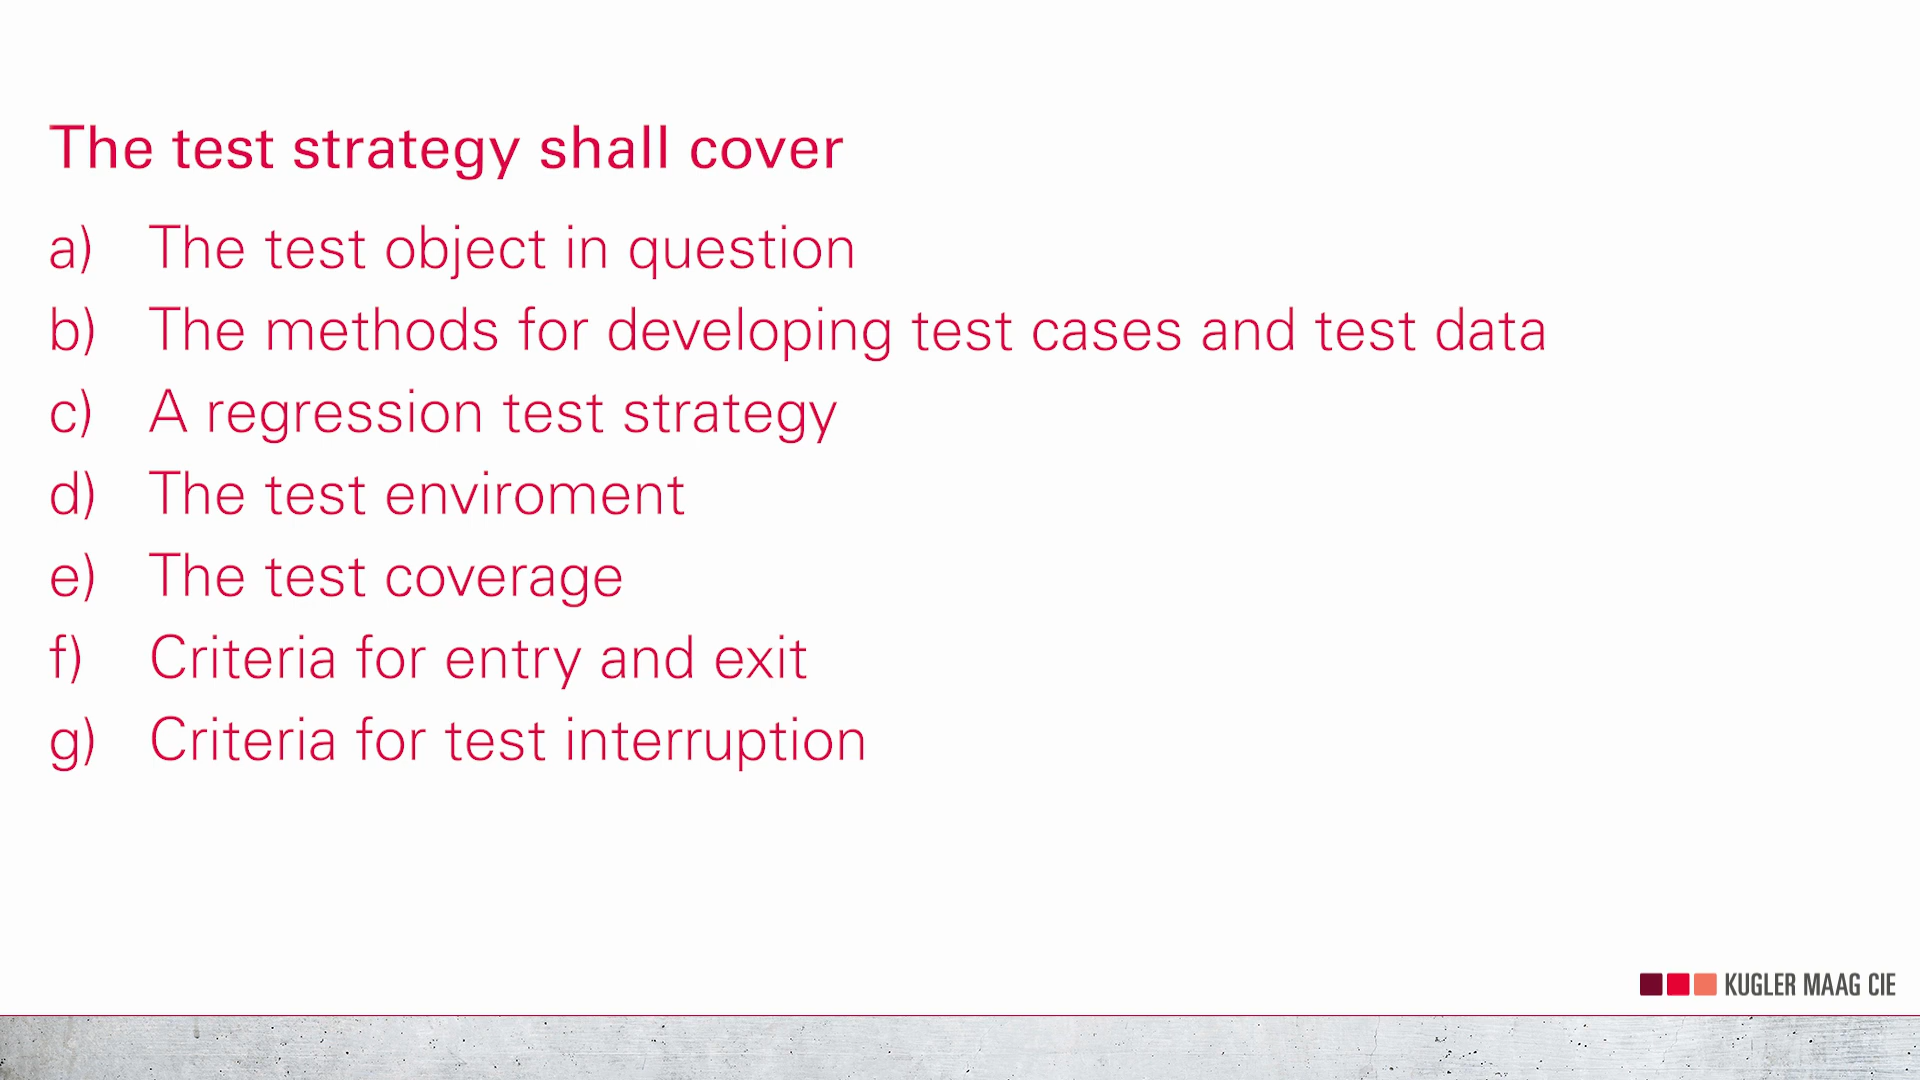 The test strategy shall cover
a) The test object in question
b) The methods for developing test cases and test data
c) A regression test strategy
d) The test enviroment
e) The test coverage
f) Criteria for entry and exit
g) Criteria for test interruption
KUGLER MAAG CIE